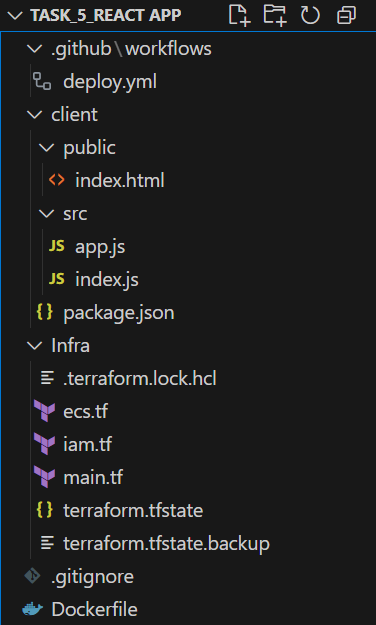 TASK_5_REACT APP
.github\workflows
deploy.yml
client
public
<> index.html
src
JS app.js
JS index.js
{} package.json
Infra
.terraform.lock.hcl
ecs.tf
iam.tf
main.tf
{} terraform.tfstate
terraform.tfstate.backup
.gitignore
Dockerfile